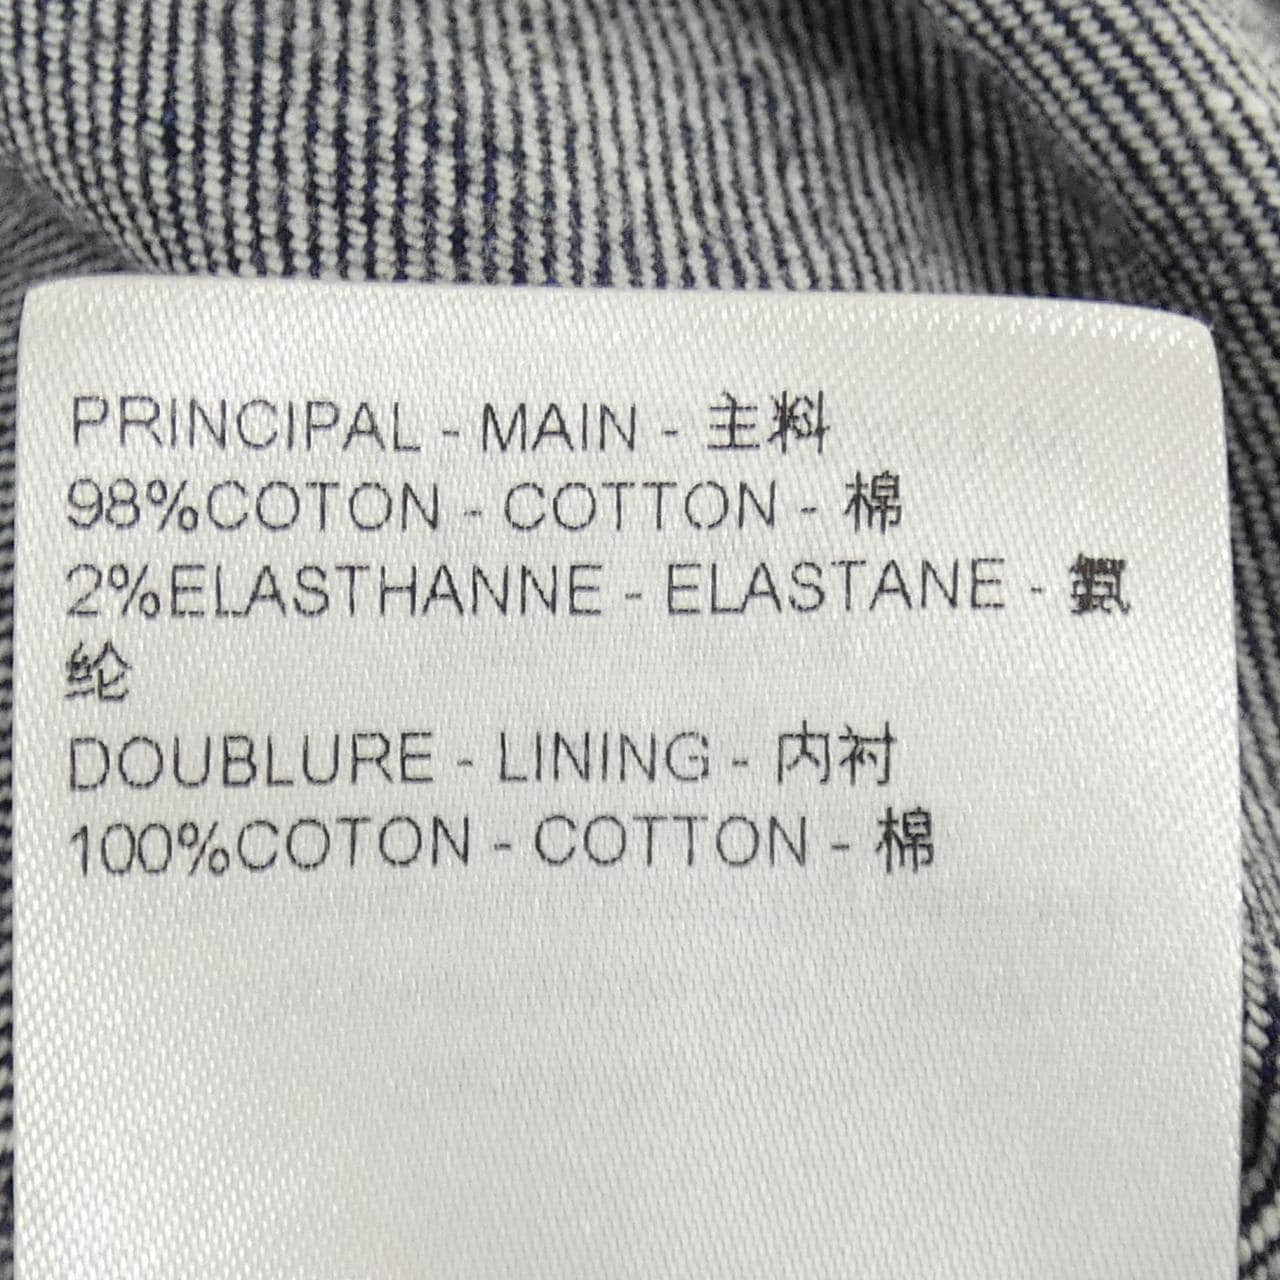 PRINCIPAL - MAIN - 主料
98%COTON - COTTON - 棉
2%ELASTHANNE - ELASTANE - 氨
纶
DOUBLURE - LINING - 内衬
100%COTON - COTTON - 棉